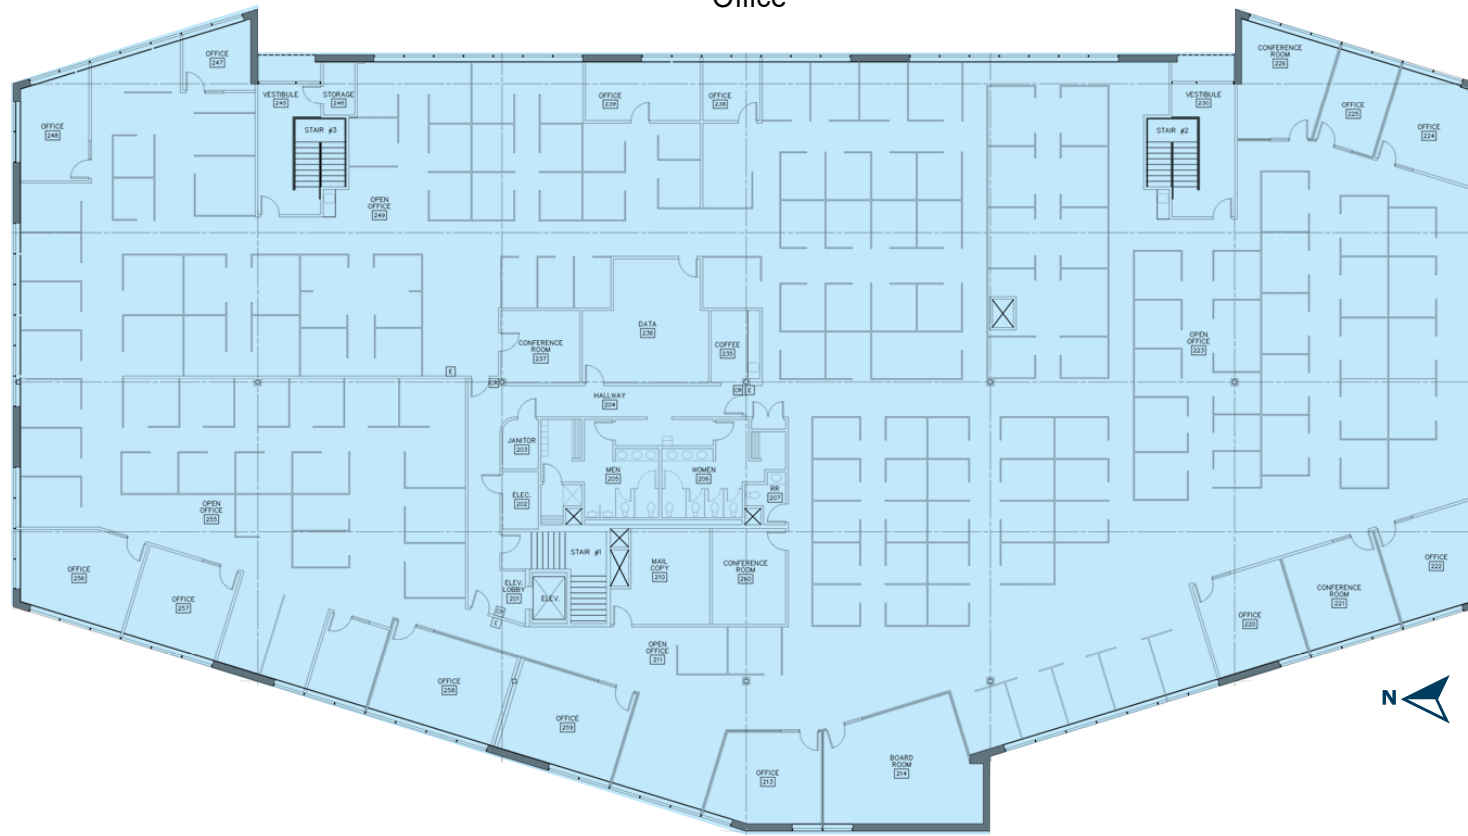 Office
OFFICE
247
CONFERENCE
ROOM
226
VESTIBULE
245
STORAGE
246
OFFICE
239
OFFICE
238
VESTIBULE
230
OFFICE
225
OFFICE
248
STAIR #3
STAIR #2
OFFICE
224
OPEN
OFFICE
249
DATA
236
CONFERENCE
ROOM
237
COFFEE
235
OPEN
OFFICE
223
E
CR
CR
E
HALLWAY
204
JANITOR
203
MEN
205
WOMEN
206
RR
207
ELEC.
202
OPEN
OFFICE
255
STAIR #1
MAIL
COPY
210
CONFERENCE
ROOM
260
OFFICE
256
OFFICE
257
ELEV.
LOBBY
201
ELEV.
CR
E
OFFICE
222
CONFERENCE
ROOM
221
OFFICE
220
OPEN
OFFICE
211
OFFICE
258
OFFICE
259
N
BOARD
ROOM
214
OFFICE
213